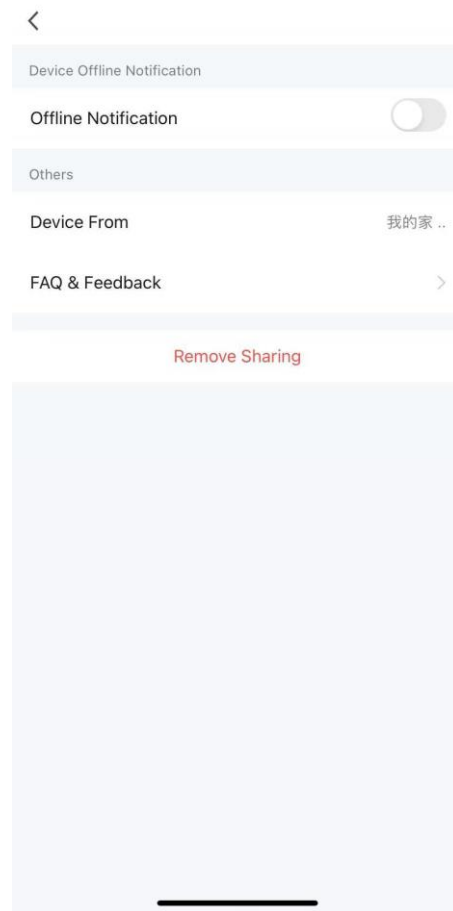 Device Offline Notification
Offline Notification
Others
Device From 我的家 ..
FAQ & Feedback
Remove Sharing